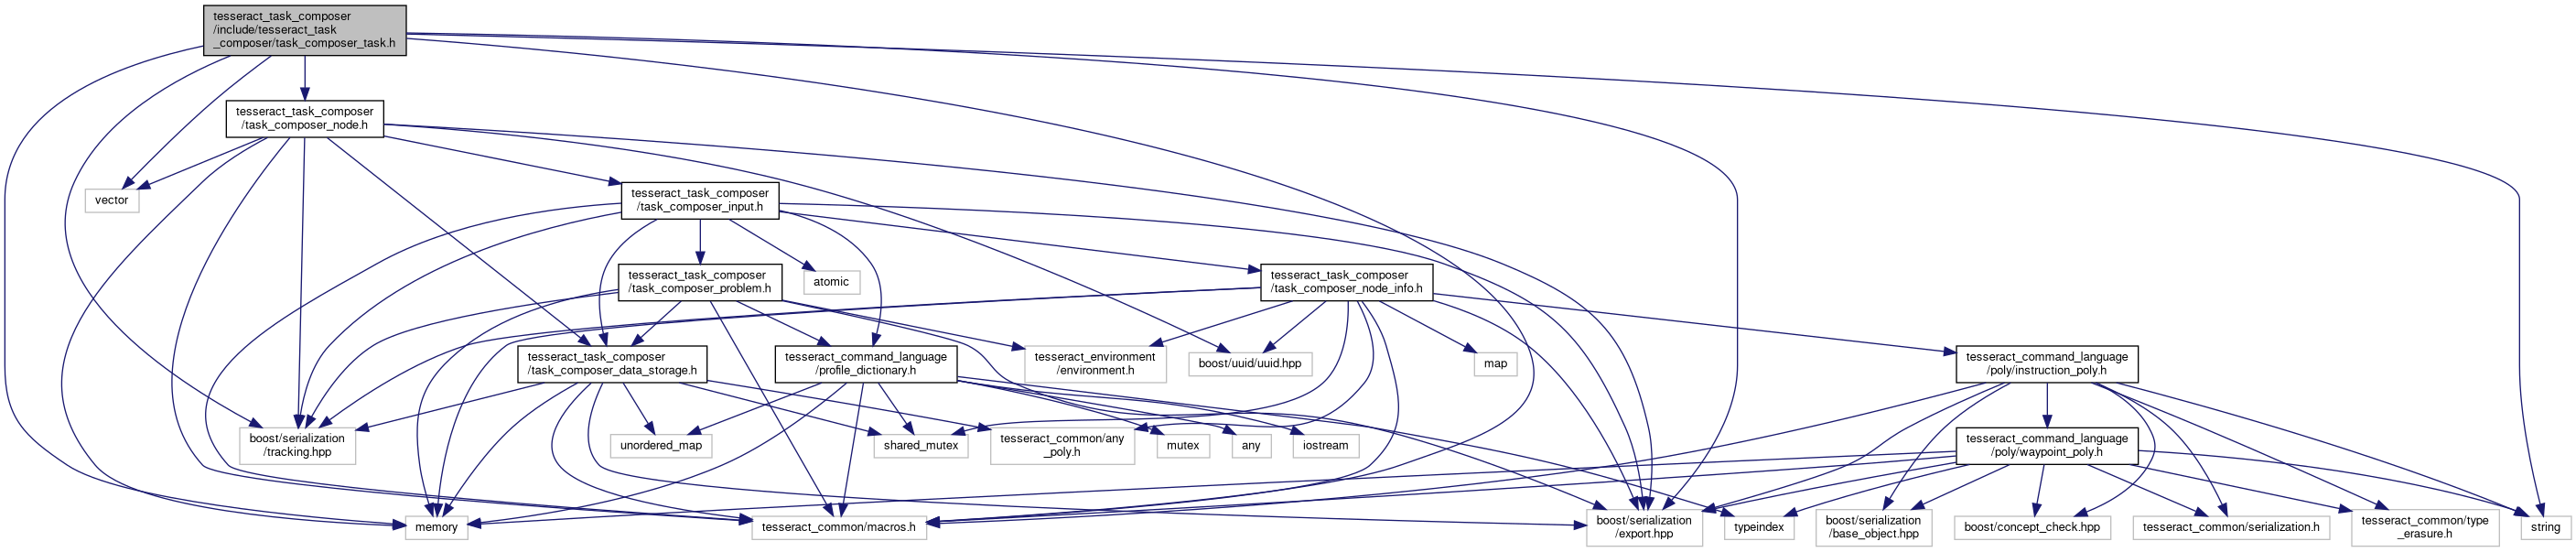 tesseract_task_composer
/include/tesseract_task
_composer/task_composer_task.h
tesseract_task_composer
/task_composer_node.h
vector
tesseract_task_composer
/task_composer_input.h
tesseract_task_composer
/task_composer_problem.h
atomic
tesseract_task_composer
/task_composer_node_info.h
tesseract_task_composer
/task_composer_data_storage.h
tesseract_command_language
/profile_dictionary.h
tesseract_environment
/environment.h
boost/uuid/uuid.hpp
map
tesseract_command_language
/poly/instruction_poly.h
boost/serialization
/tracking.hpp
unordered_map
shared_mutex
tesseract_common/any
_poly.h
mutex
any
iostream
tesseract_command_language
/poly/waypoint_poly.h
memory
tesseract_common/macros.h
boost/serialization
/export.hpp
typeindex
boost/serialization
/base_object.hpp
boost/concept_check.hpp
tesseract_common/serialization.h
tesseract_common/type
_erasure.h
string